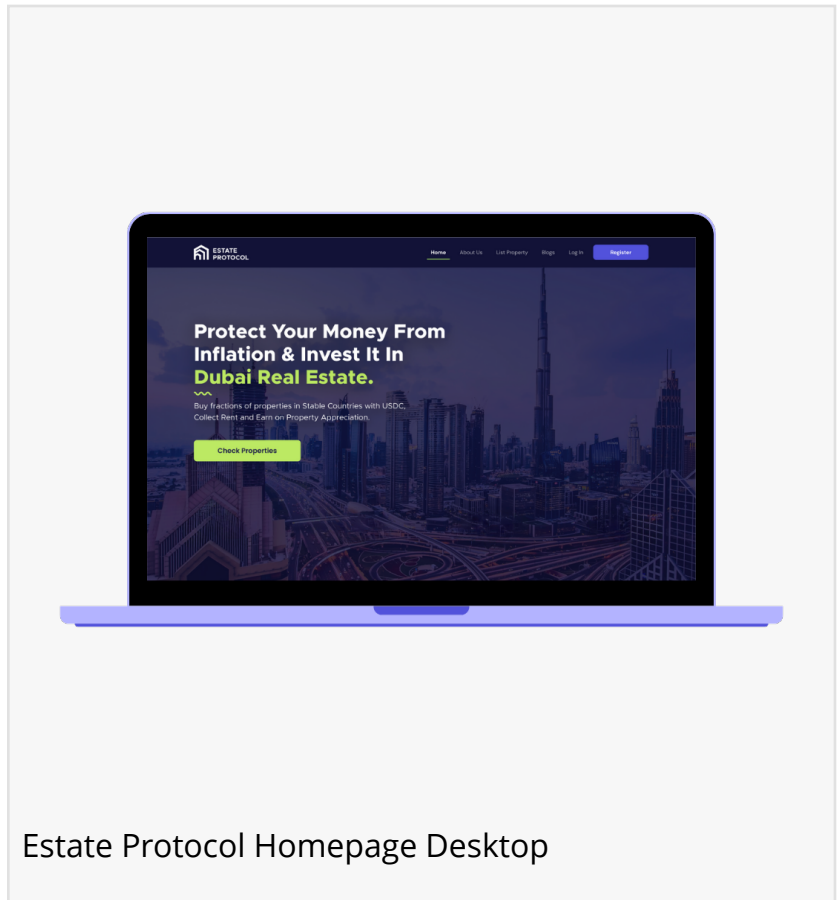 ESTATE
PROTOCOL
Home About Us List Property Blogs Log In Register
Protect Your Money From
Inflation & Invest It In
Dubai Real Estate.
Buy fractions of properties in Stable Countries with USDC,
Collect Rent and Earn on Property Appreciation.
Check Properties
Estate Protocol Homepage Desktop